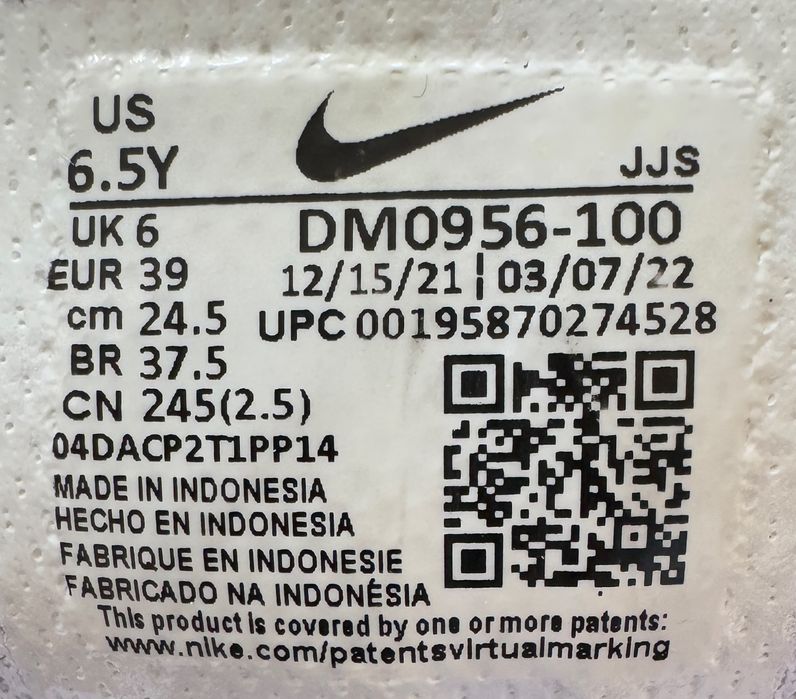 US
6.5Y JJS
UK 6 DM0956-100
EUR 39 12/15/21 | 03/07/22
cm 24.5 UPC 00195870274528
BR 37.5
CN 245(2.5)
04DACP2T1PP14
MADE IN INDONESIA
HECHO EN INDONESIA
FABRIQUE EN INDONESIE
FABRICADO NA INDONÉSIA
This product is covered by one or more patents:
www.nike.com/patentsvirtualmarking